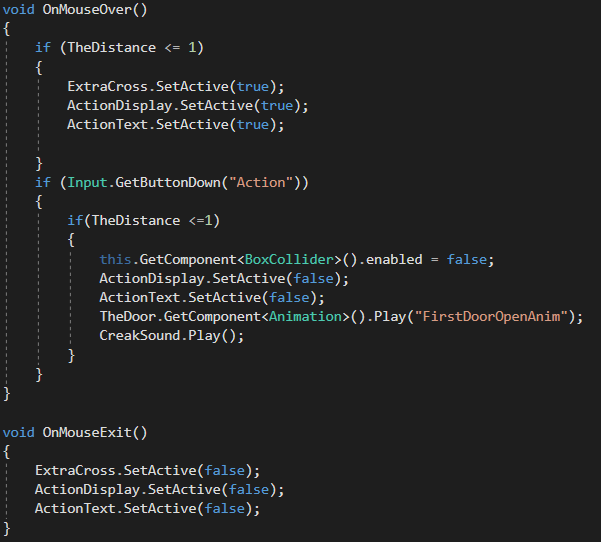 void OnMouseOver()
{
    if (TheDistance <= 1)
    {
        ExtraCross.SetActive(true);
        ActionDisplay.SetActive(true);
        ActionText.SetActive(true);

    }
    if (Input.GetButtonDown("Action"))
    {
        if(TheDistance <=1)
        {
            this.GetComponent<BoxCollider>().enabled = false;
            ActionDisplay.SetActive(false);
            ActionText.SetActive(false);
            TheDoor.GetComponent<Animation>().Play("FirstDoorOpenAnim");
            CreakSound.Play();
        }
    }
}

void OnMouseExit()
{
    ExtraCross.SetActive(false);
    ActionDisplay.SetActive(false);
    ActionText.SetActive(false);
}